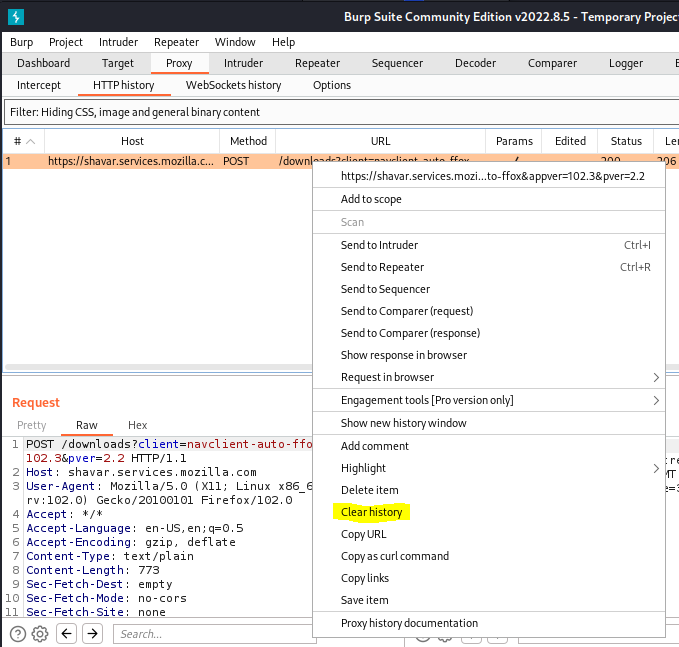 Burp Suite Community Edition v2022.8.5 - Temporary Projec
Burp Project Intruder Repeater Window Help
Dashboard Target Proxy Intruder Repeater Sequencer Decoder Comparer Logger E
Intercept HTTP history WebSockets history Options
Filter: Hiding CSS, image and general binary content
# Host Method URL Params Edited Status Len
1 https://shavar.services.mozilla.c... POST /downloads?client=navclient-auto-ffox... 200 206
https://shavar.services.mozi...to-ffox&appver=102.3&pver=2.2
Add to scope
Scan
Send to Intruder Ctrl+I
Send to Repeater Ctrl+R
Send to Sequencer
Send to Comparer (request)
Send to Comparer (response)
Show response in browser
Request in browser
Engagement tools [Pro version only]
Show new history window
Add comment
Highlight
Delete item
Clear history
Copy URL
Copy as curl command
Copy links
Save item
Proxy history documentation
Request
Pretty Raw Hex
1 POST /downloads?client=navclient-auto-ffo
102.3&pver=2.2 HTTP/1.1
2 Host: shavar.services.mozilla.com
3 User-Agent: Mozilla/5.0 (X11; Linux x86_6
rv:102.0) Gecko/20100101 Firefox/102.0
4 Accept: */*
5 Accept-Language: en-US,en;q=0.5
6 Accept-Encoding: gzip, deflate
7 Content-Type: text/plain
8 Content-Length: 773
9 Sec-Fetch-Dest: empty
10 Sec-Fetch-Mode: no-cors
11 Sec-Fetch-Site: none
Search...